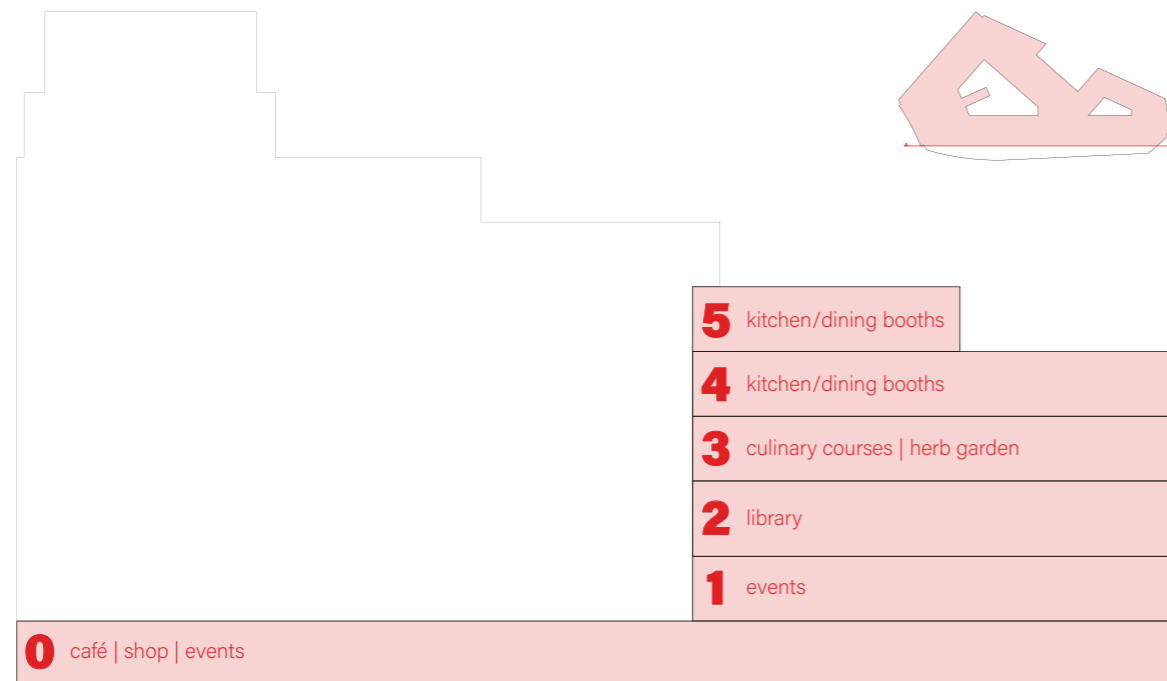 5 kitchen/dining booths
4 kitchen/dining booths
3 culinary courses | herb garden
2 library
1 events
0 café | shop | events